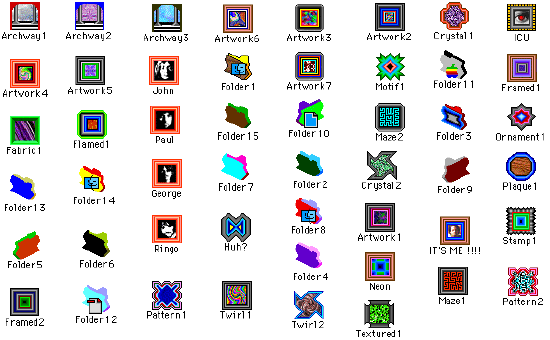 Archway1 Archway2 Archway3 Artwork6 Artwork3 Artwork2 Crystal1 ICU
Artwork4 Artwork5 John Folder1 Artwork7 Motif1 Folder11 Framed1
Fabric1 Flamed1 Paul Folder15 Folder10 Maze2 Folder3 Ornament1
Folder13 Folder14 George Folder7 Folder2 Crystal2 Folder9 Plaque1
Folder5 Folder6 Ringo Huh? Folder8 Artwork1 IT'S ME !!!! Stamp1
Folder4
Framed2 Folder12 Pattern1 Twirl1 Twirl2 Neon Maze1 Pattern2
Textured1